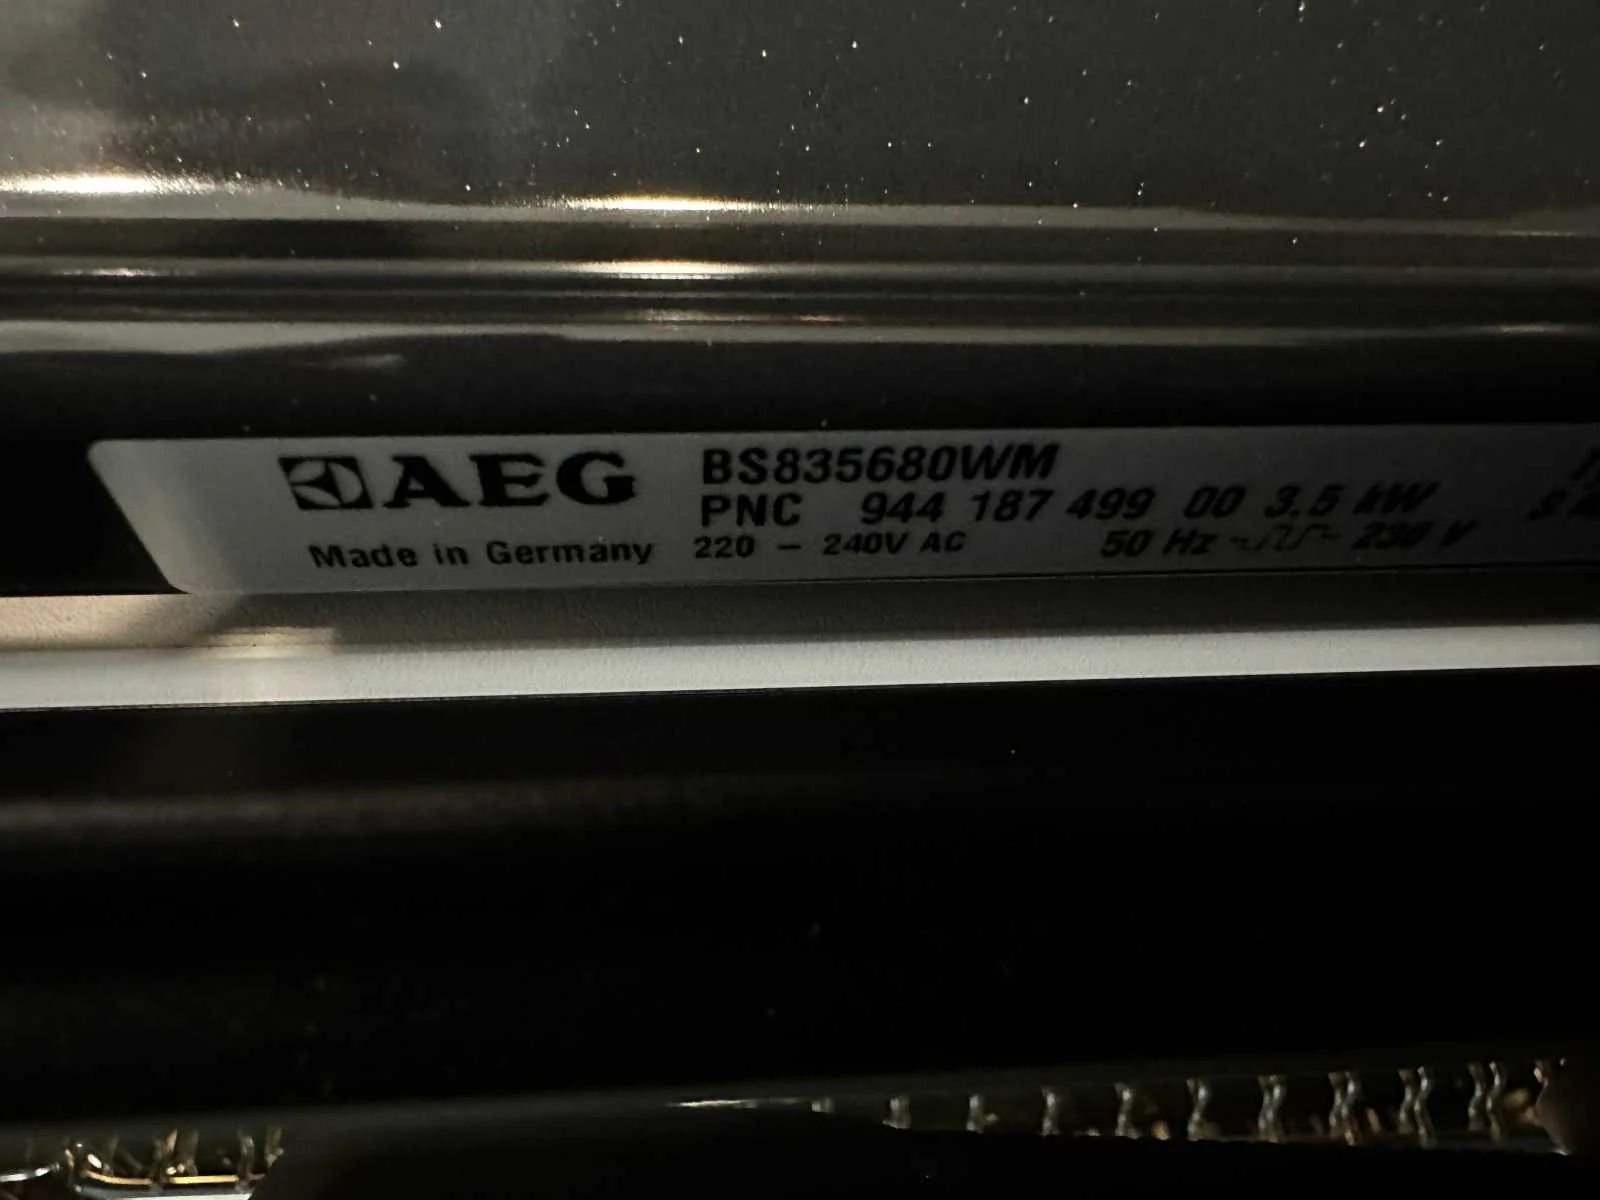 AEG BS835680WM
PNC 944 187 499 00 3.5 kW
Made in Germany 220 – 240V AC 50 Hz 230 V